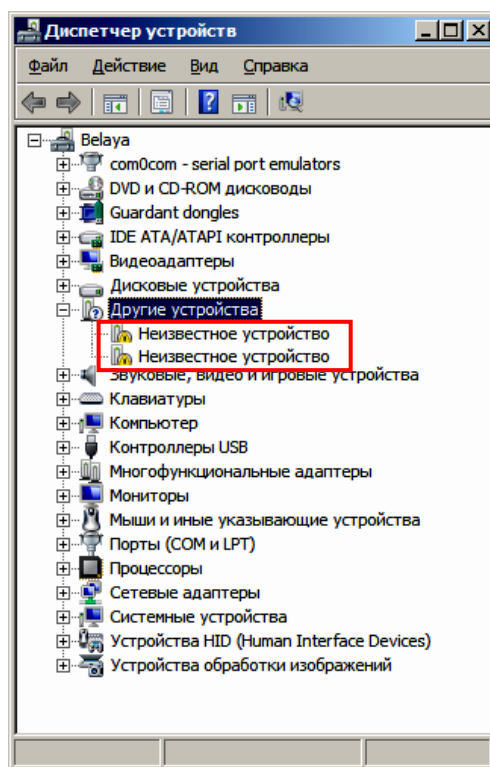 Диспетчер устройств
Файл Действие Вид Справка
Belaya
com0com - serial port emulators
DVD и CD-ROM дисководы
Guardant dongles
IDE ATA/ATAPI контроллеры
Видеоадаптеры
Дисковые устройства
Другие устройства
Неизвестное устройство
Неизвестное устройство
Звуковые, видео и игровые устройства
Клавиатуры
Компьютер
Контроллеры USB
Многофункциональные адаптеры
Мониторы
Мыши и иные указывающие устройства
Порты (COM и LPT)
Процессоры
Сетевые адаптеры
Системные устройства
Устройства HID (Human Interface Devices)
Устройства обработки изображений